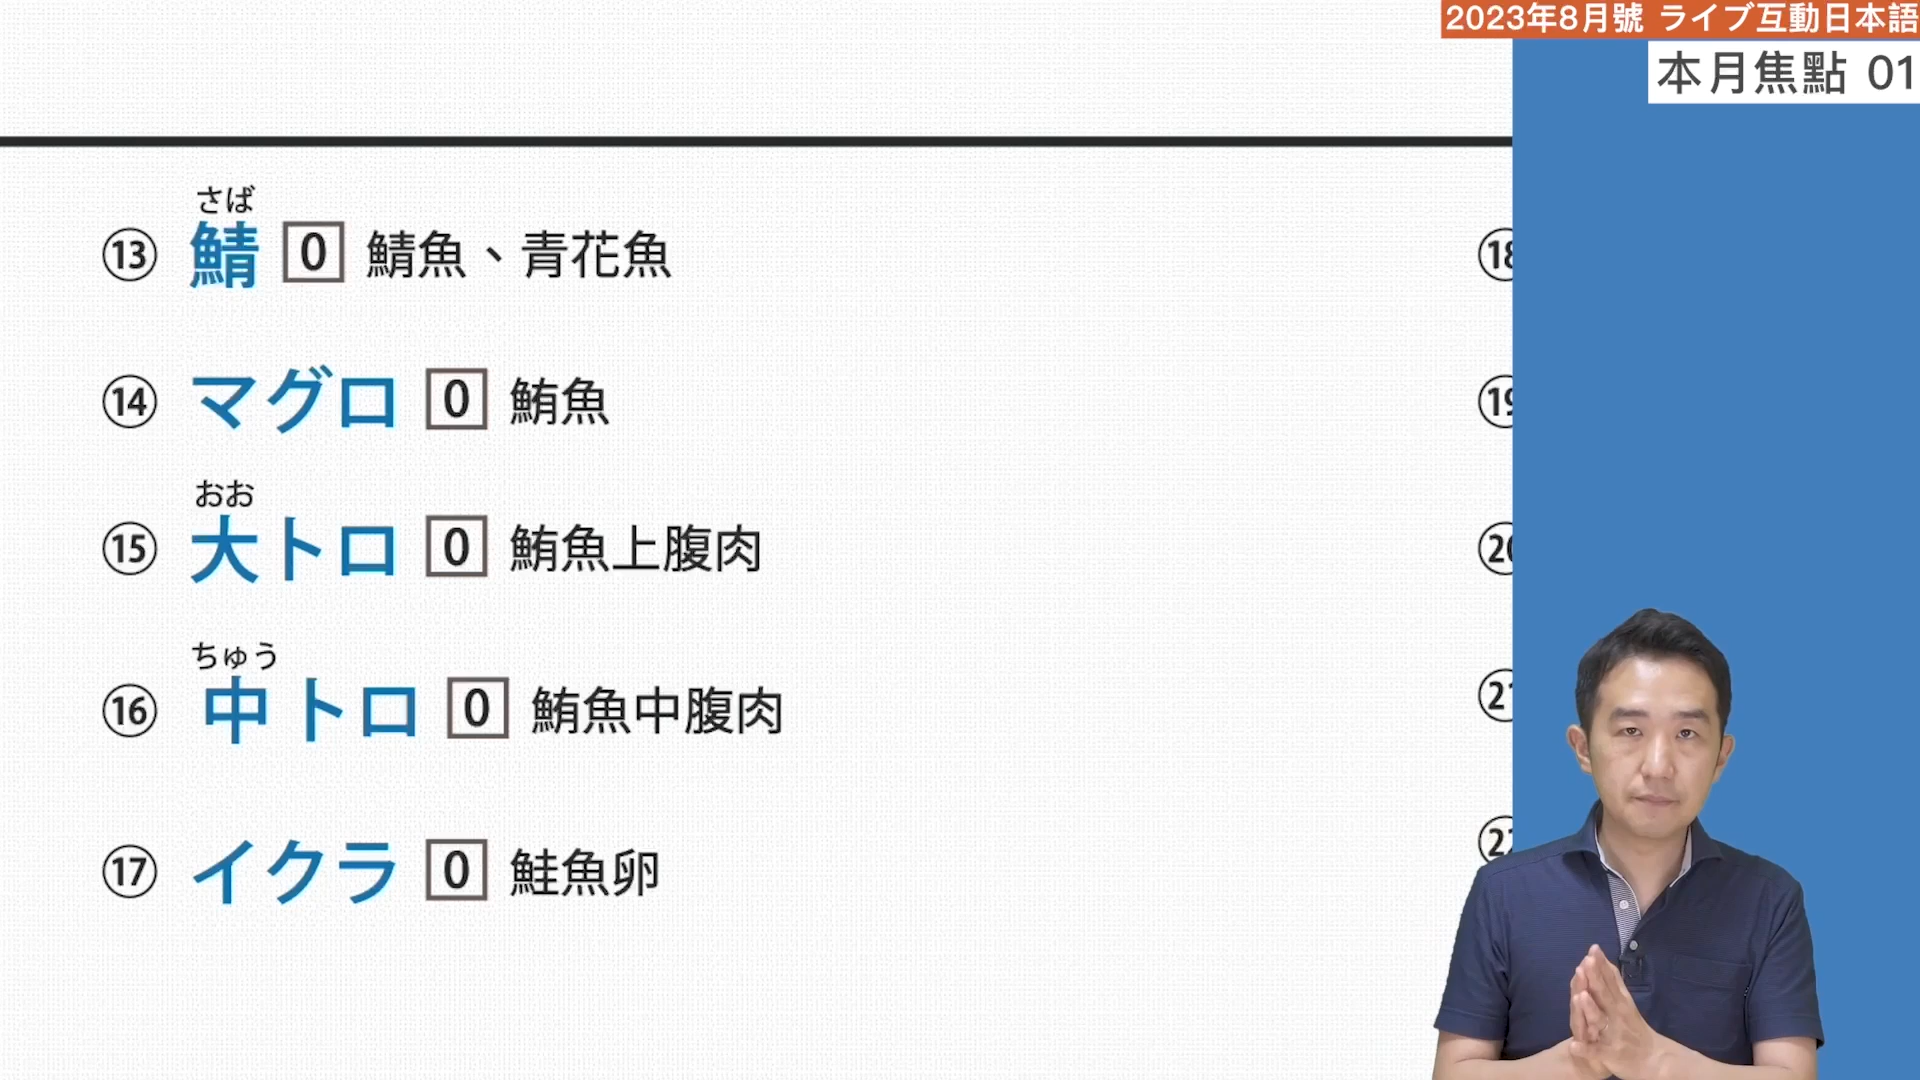 2023年8月號 ライブ互動日本語
本月焦點 01
さば
⑬ 鯖 0 鯖魚、青花魚
⑭ マグロ 0 鮪魚
おお
⑮ 大トロ 0 鮪魚上腹肉
ちゅう
⑯ 中トロ 0 鮪魚中腹肉
⑰ イクラ 0 鮭魚卵